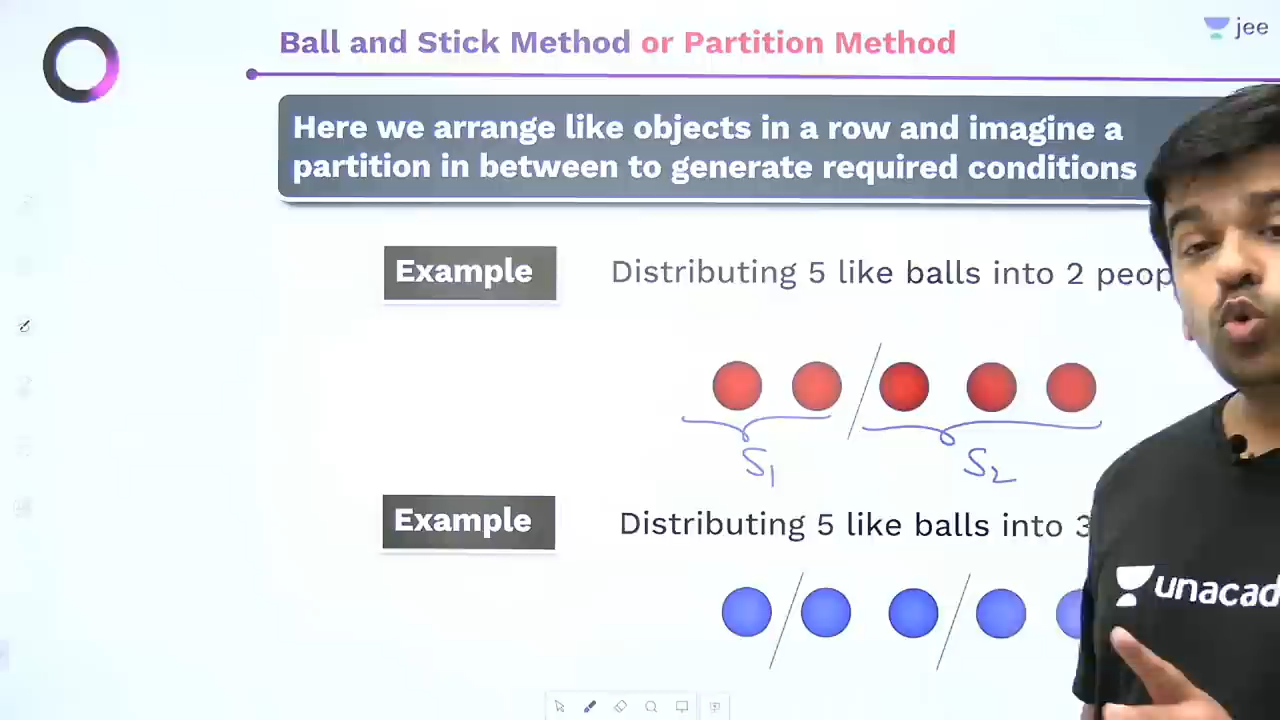 Ball and Stick Method or Partition Method
jee
Here we arrange like objects in a row and imagine a
partition in between to generate required conditions
Example
Distributing 5 like balls into 2 peop
S1
S2
Example
Distributing 5 like balls into 3
unacad